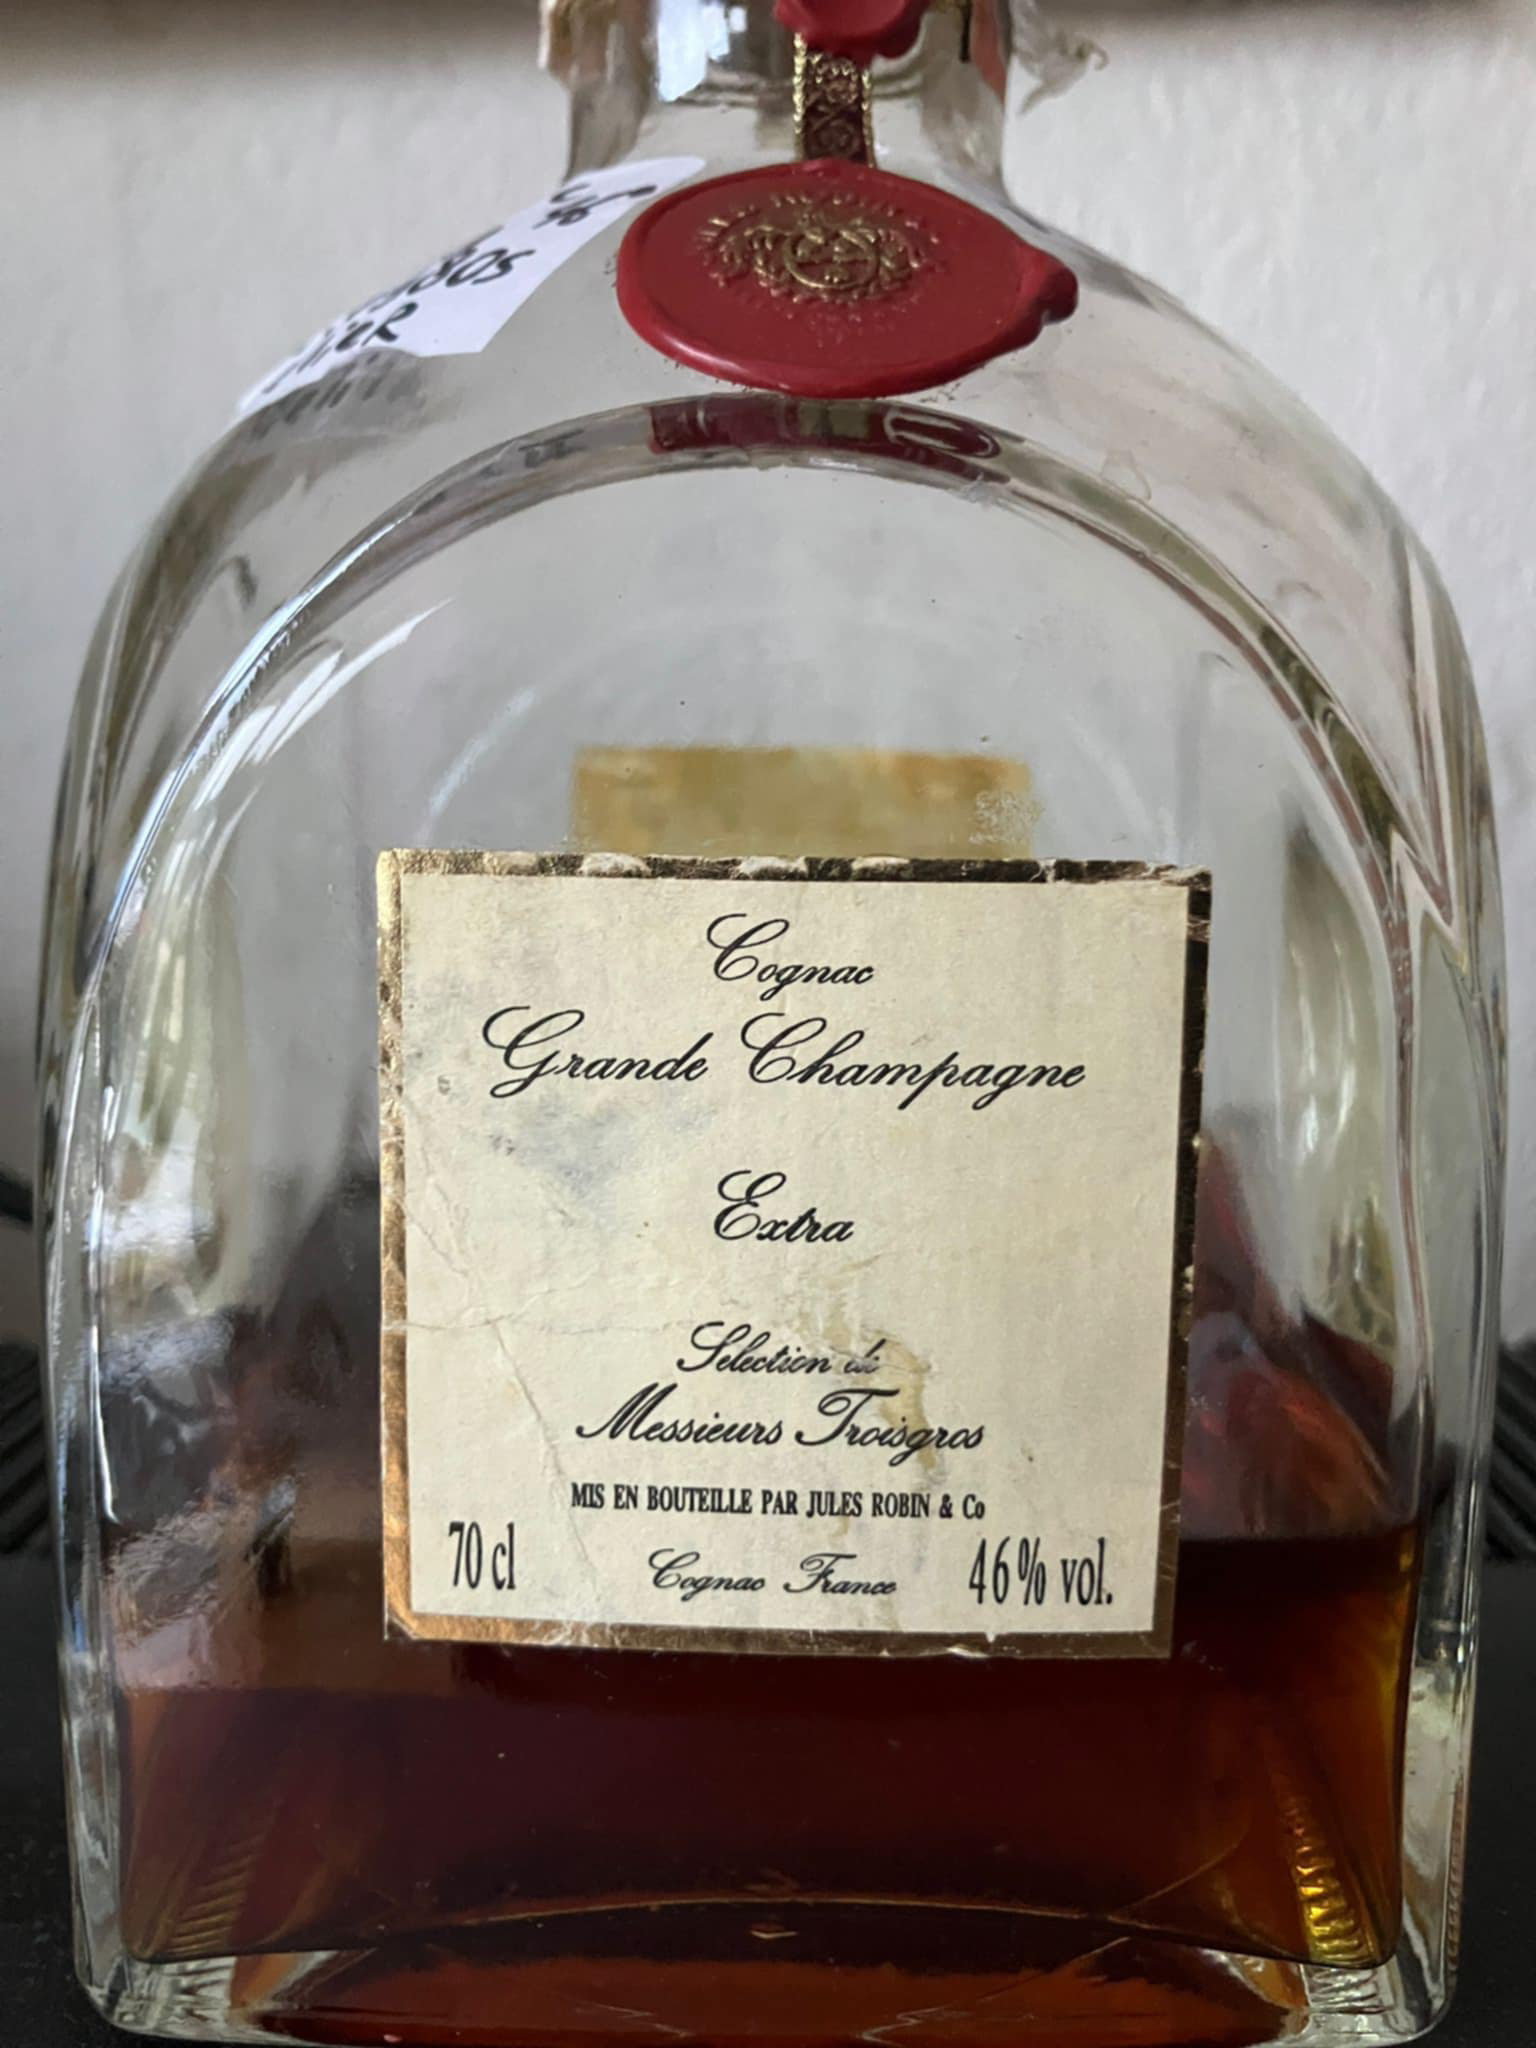 Cognac
Grande Champagne
Extra
Selection de
Messieurs Troisgros
MIS EN BOUTEILLE PAR JULES ROBIN & Co
70 cl
Cognac France
46% vol.